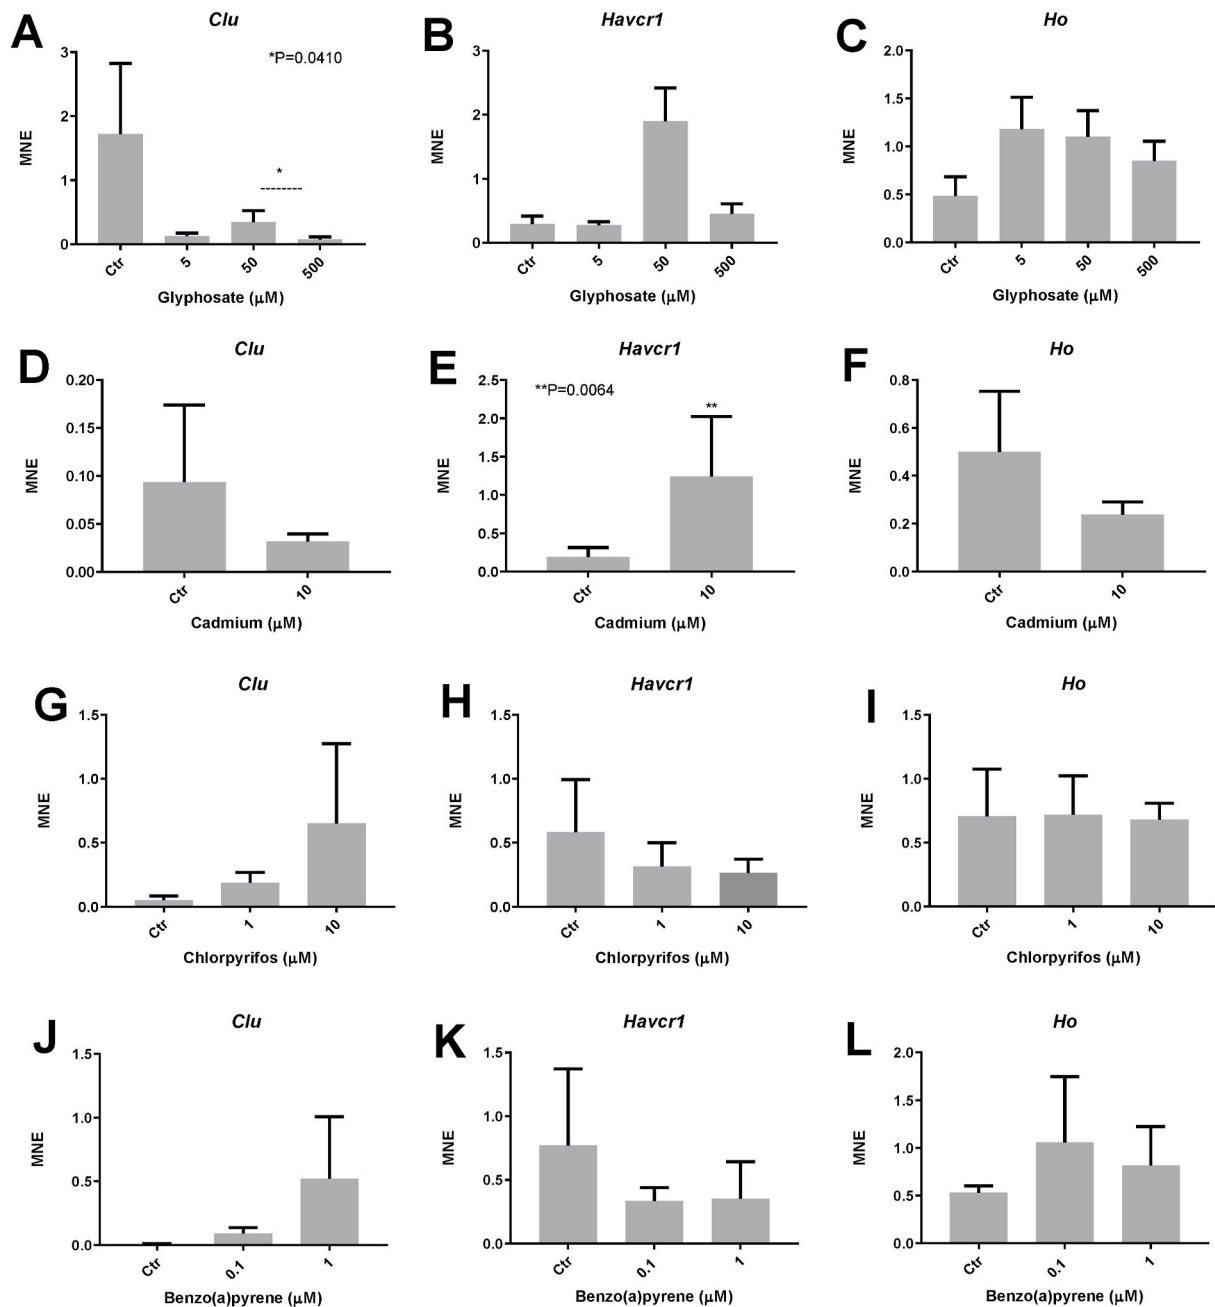 A
Clu
*P=0.0410
MNE
3
2
1
0
*
Ctr
5
50
500
Glyphosate (μM)
B
Havcr1
MNE
3
2
1
0
Ctr
5
50
500
Glyphosate (μM)
C
Ho
MNE
2.0
1.5
1.0
0.5
0.0
Ctr
5
50
500
Glyphosate (μM)
D
Clu
MNE
0.20
0.15
0.10
0.05
0.00
Ctr
10
Cadmium (μM)
E
Havcr1
**P=0.0064
MNE
2.5
2.0
1.5
1.0
0.5
0.0
**
Ctr
10
Cadmium (μM)
F
Ho
MNE
0.8
0.6
0.4
0.2
0.0
Ctr
10
Cadmium (μM)
G
Clu
MNE
1.5
1.0
0.5
0.0
Ctr
1
10
Chlorpyrifos (μM)
H
Havcr1
MNE
1.5
1.0
0.5
0.0
Ctr
1
10
Chlorpyrifos (μM)
I
Ho
MNE
1.5
1.0
0.5
0.0
Ctr
1
10
Chlorpyrifos (μM)
J
Clu
MNE
1.5
1.0
0.5
0.0
Ctr
0.1
1
Benzo(a)pyrene (μM)
K
Havcr1
MNE
1.5
1.0
0.5
0.0
Ctr
0.1
1
Benzo(a)pyrene (μM)
L
Ho
MNE
2.0
1.5
1.0
0.5
0.0
Ctr
0.1
1
Benzo(a)pyrene (μM)